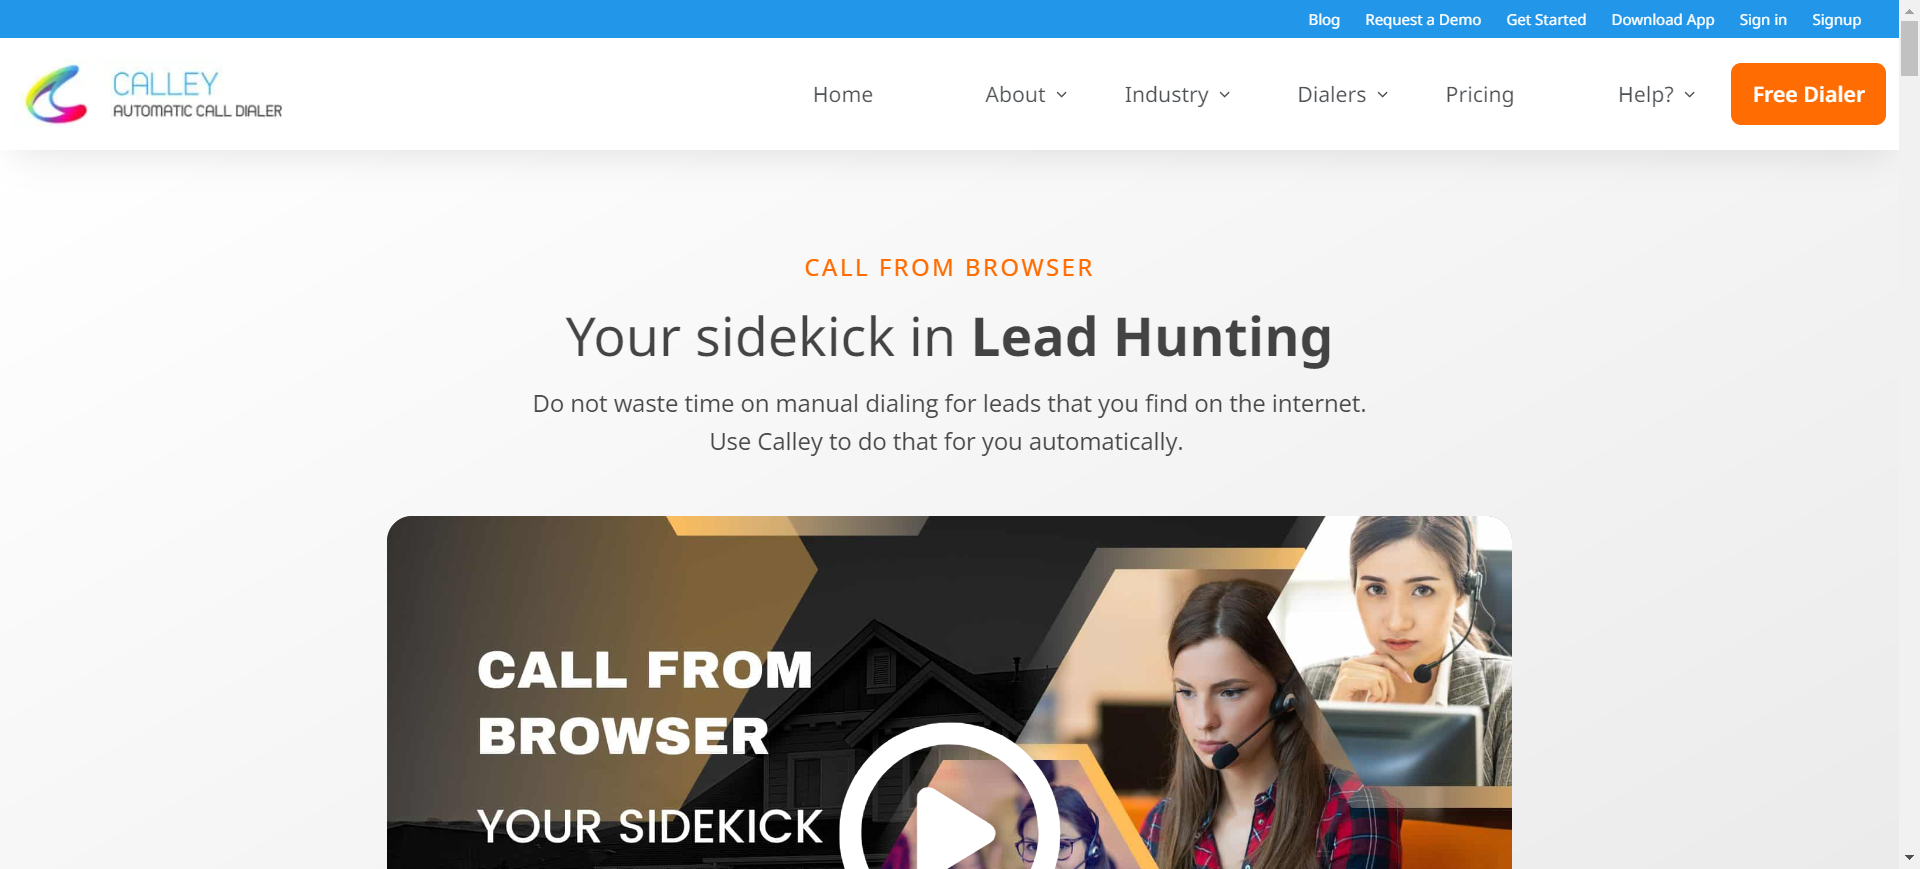 Blog Request a Demo Get Started Download App Sign in Signup
CALLEY
AUTOMATIC CALL DIALER
Home About Industry Dialers Pricing Help? Free Dialer
CALL FROM BROWSER
Your sidekick in Lead Hunting
Do not waste time on manual dialing for leads that you find on the internet.
Use Calley to do that for you automatically.
CALL FROM
BROWSER
YOUR SIDEKICK